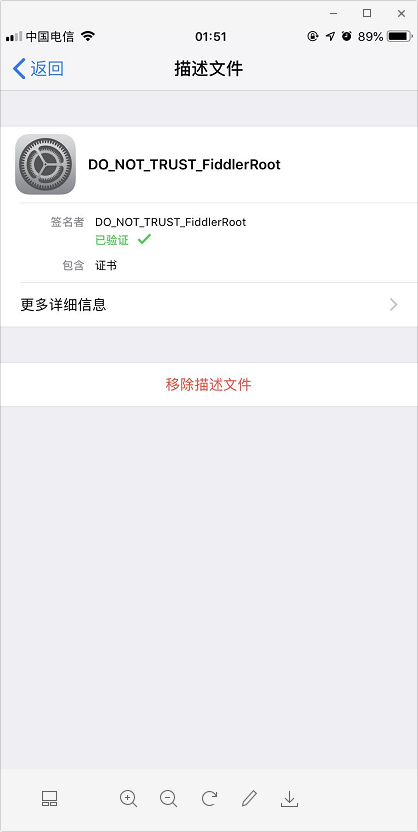 中国电信 01:51 89%
返回 描述文件
DO_NOT_TRUST_FiddlerRoot
签名者 DO_NOT_TRUST_FiddlerRoot
已验证
包含 证书
更多详细信息
移除描述文件